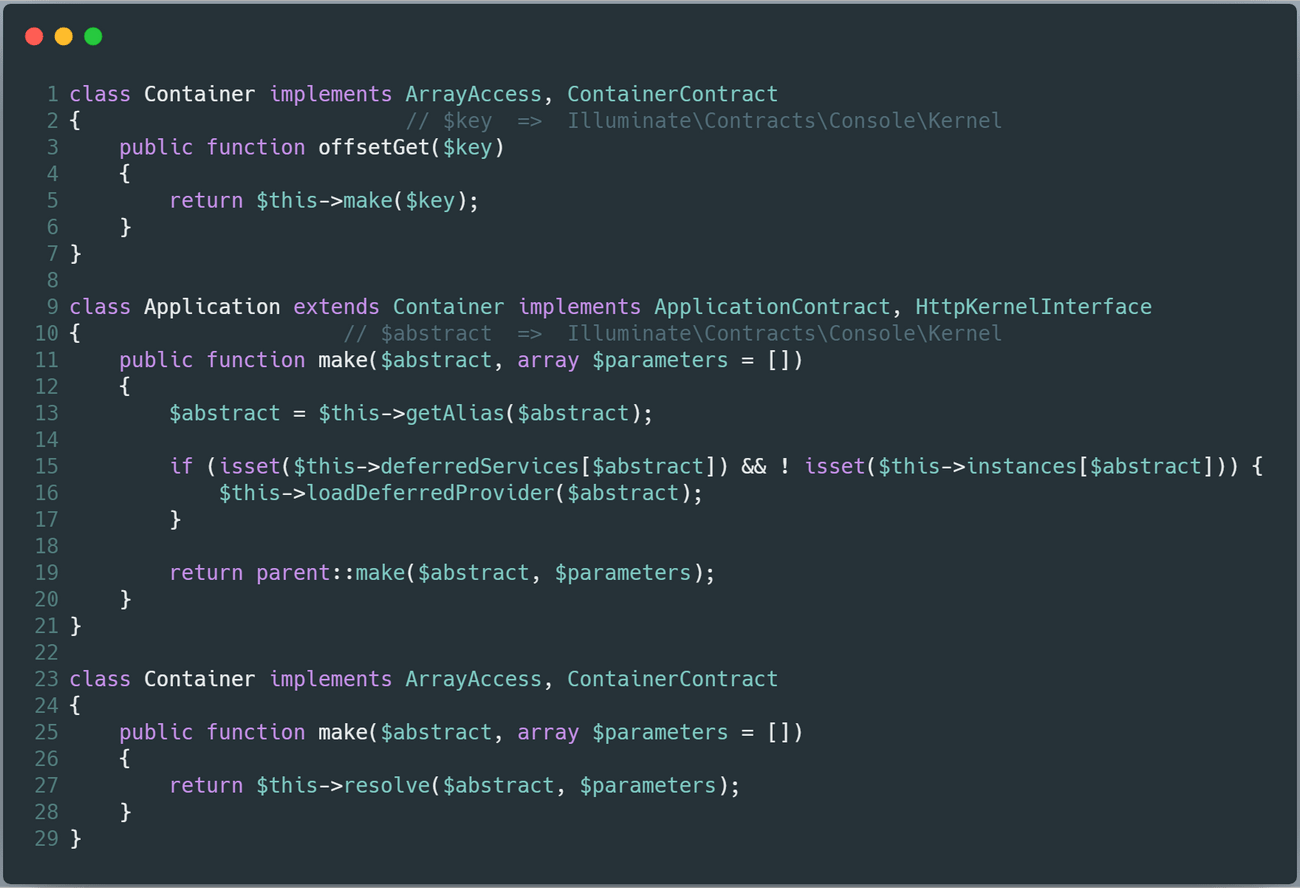 1 class Container implements ArrayAccess, ContainerContract
2 {                          // $key  =>  Illuminate\Contracts\Console\Kernel
3     public function offsetGet($key)
4     {
5         return $this->make($key);
6     }
7 }
8
9 class Application extends Container implements ApplicationContract, HttpKernelInterface
10 {                     // $abstract  =>  Illuminate\Contracts\Console\Kernel
11     public function make($abstract, array $parameters = [])
12     {
13         $abstract = $this->getAlias($abstract);
14
15         if (isset($this->deferredServices[$abstract]) && ! isset($this->instances[$abstract])) {
16             $this->loadDeferredProvider($abstract);
17         }
18
19         return parent::make($abstract, $parameters);
20     }
21 }
22
23 class Container implements ArrayAccess, ContainerContract
24 {
25     public function make($abstract, array $parameters = [])
26     {
27         return $this->resolve($abstract, $parameters);
28     }
29 }